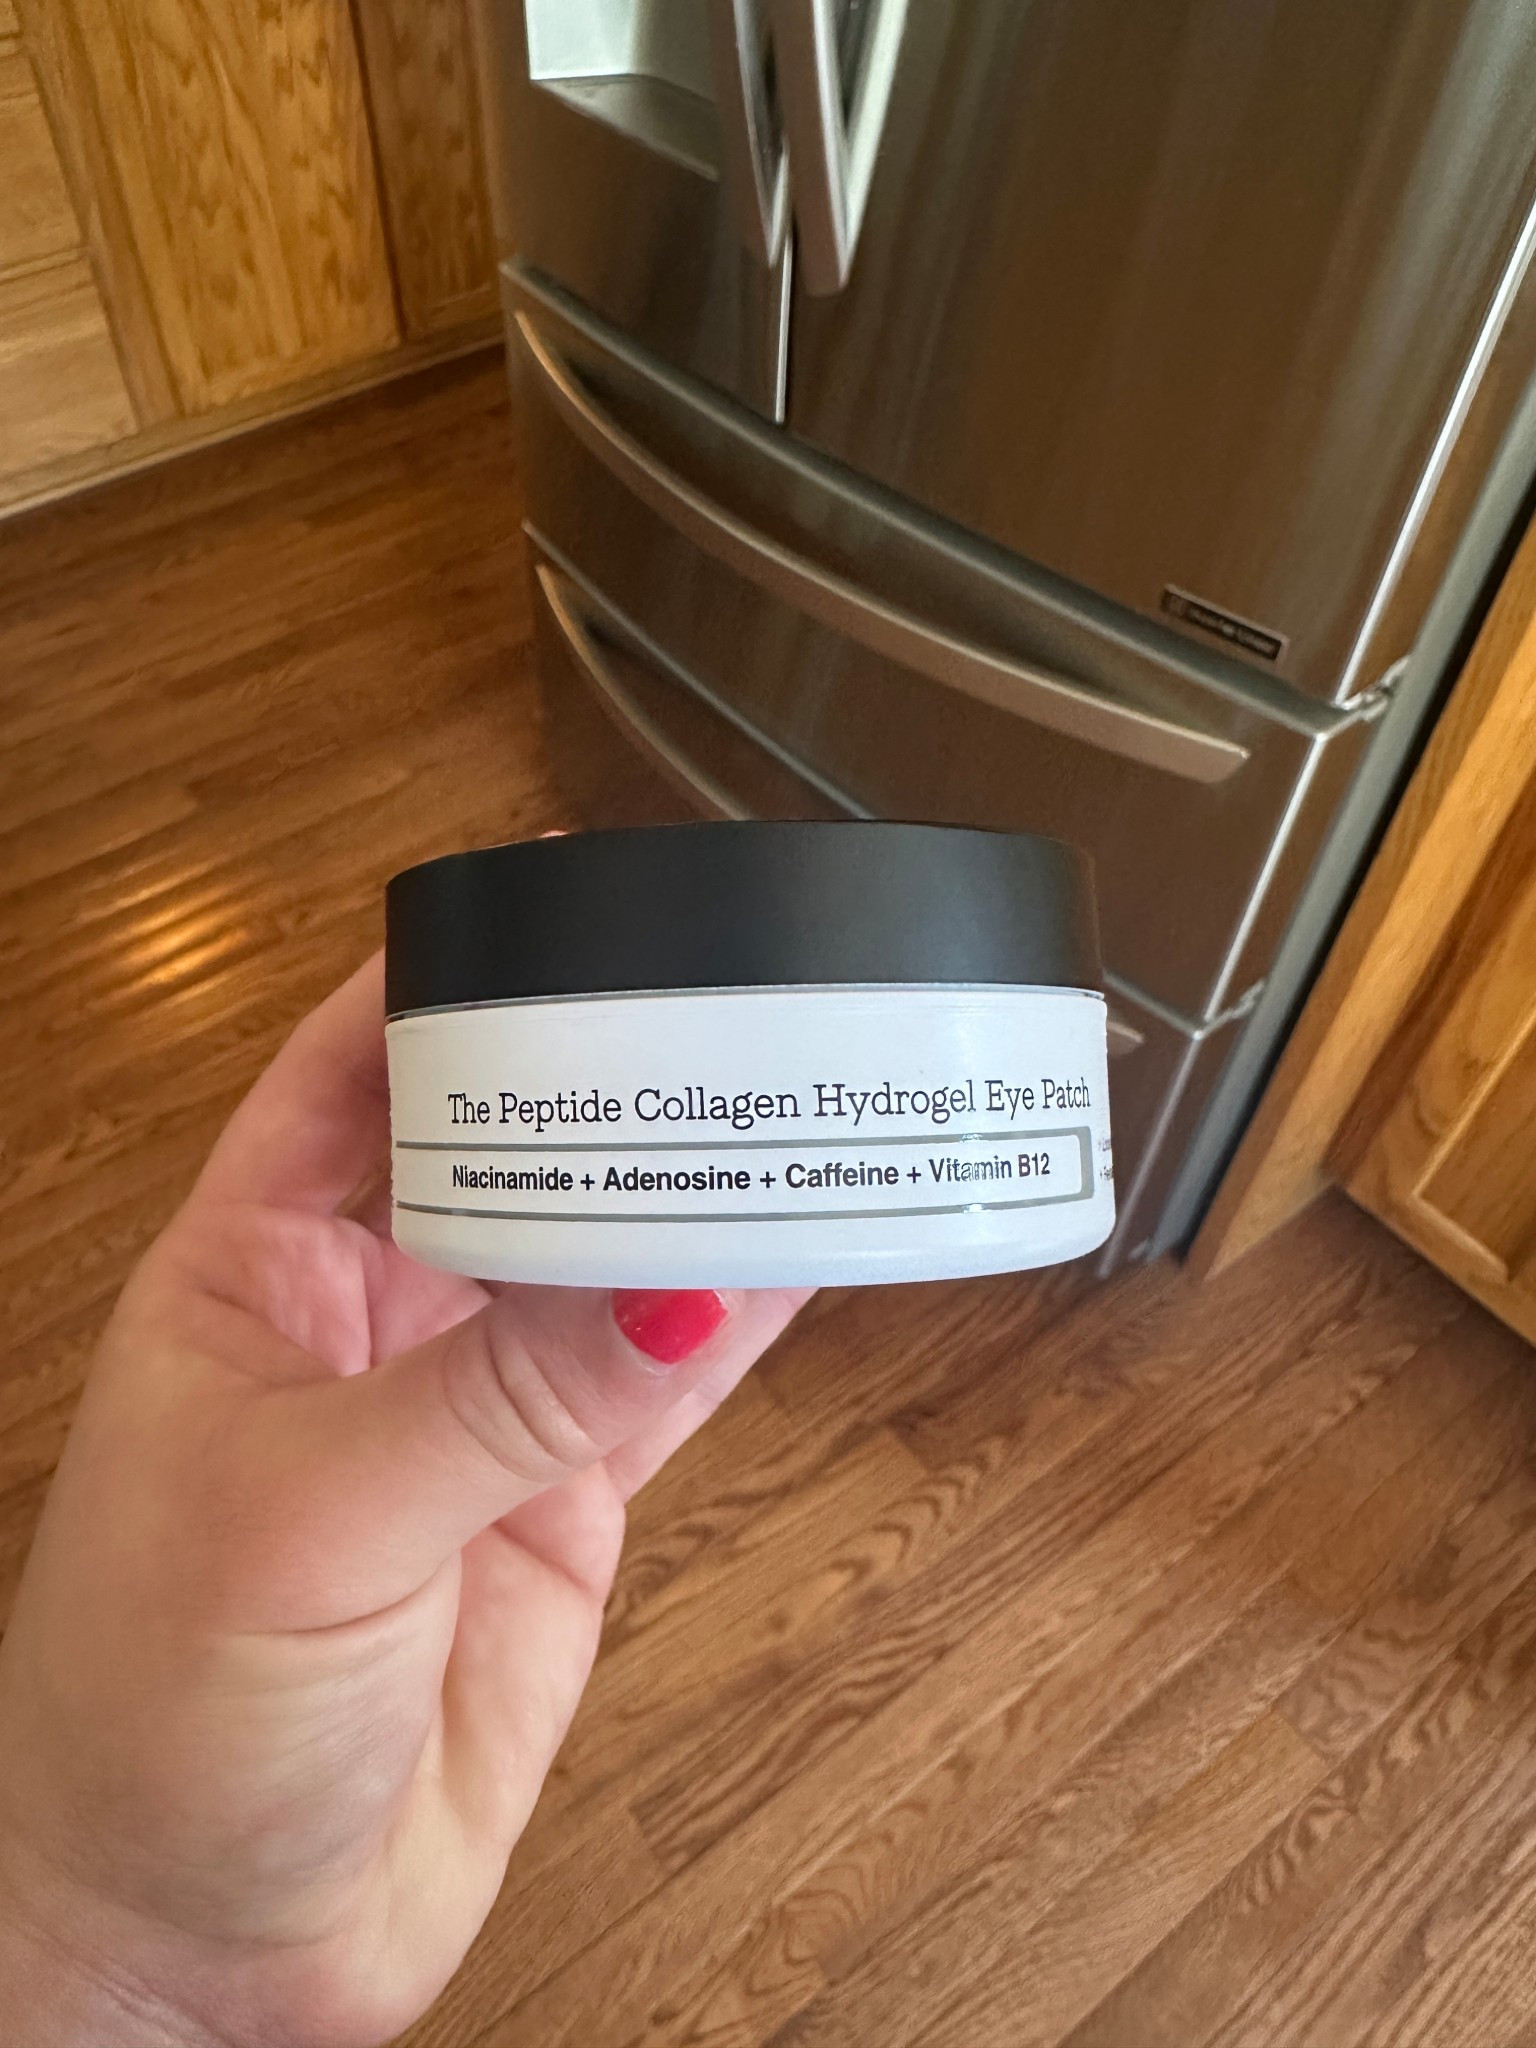 The Peptide Collagen Hydrogel Eye Patch
Niacinamide + Adenosine + Caffeine + Vitamin B12